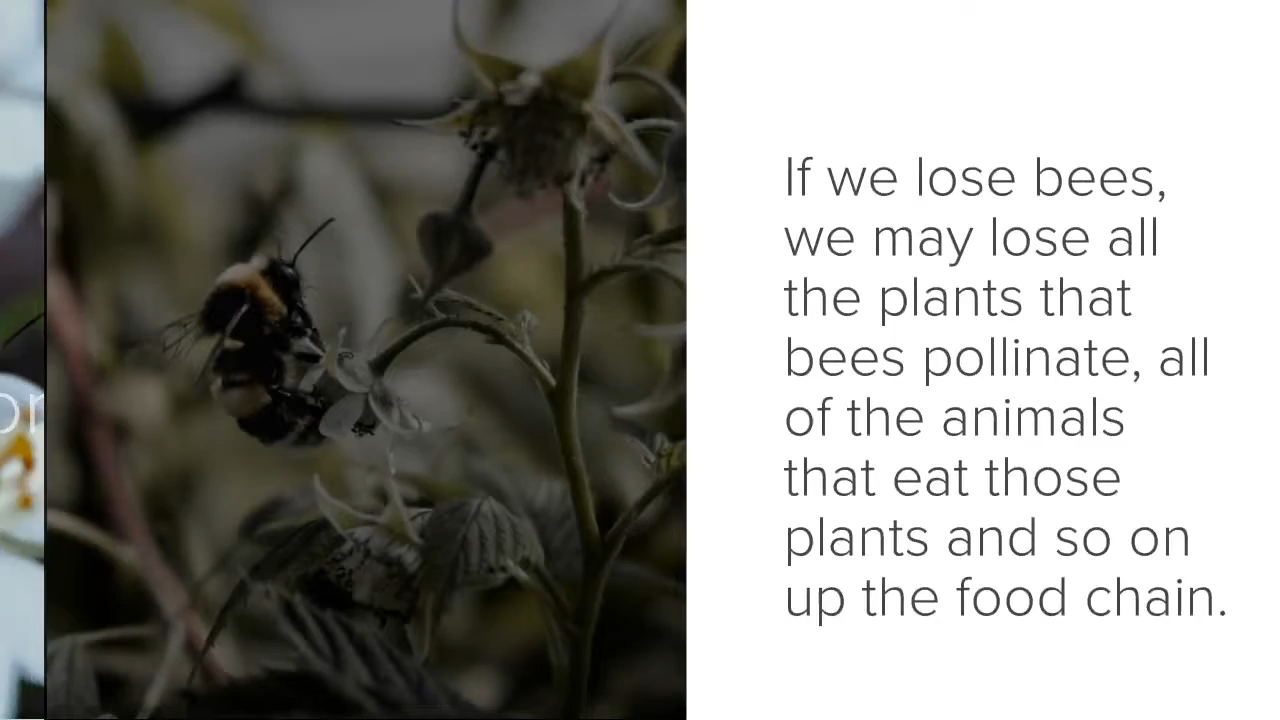 If we lose bees,
we may lose all
the plants that
bees pollinate, all
of the animals
that eat those
plants and so on
up the food chain.